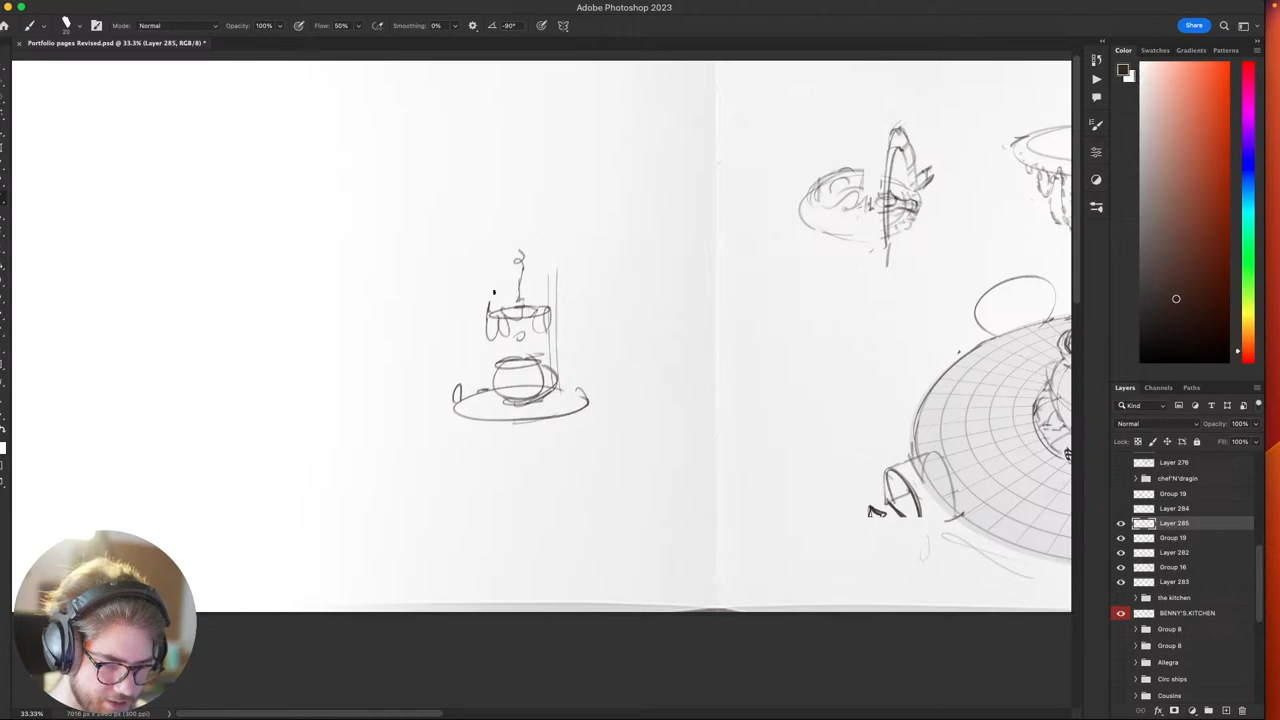 Adobe Photoshop 2023
20
Mode: Normal
Opacity: 100%
Flow: 50%
Smoothing: 0%
-90°
Share
Portfolio pages Revised.psd @ 33.3% (Layer 285, RGB/8) *
Color
Swatches
Gradients
Patterns
Layers
Channels
Paths
Kind
Normal
Opacity: 100%
Lock:
Fill: 100%
Layer 276
chef'N'dragin
Group 19
Layer 284
Layer 285
Group 19
Layer 282
Group 16
Layer 283
the kitchen
BENNY'S.KITCHEN
Group 8
Group 8
Allegra
Circ ships
Cousins
33.33%